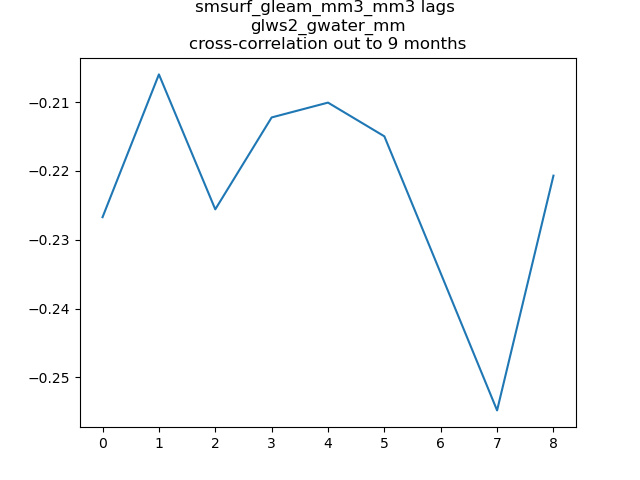 smsurf_gleam_mm3_mm3 lags
glws2_gwater_mm
cross-correlation out to 9 months
−0.21
−0.22
−0.23
−0.24
−0.25
0 1 2 3 4 5 6 7 8